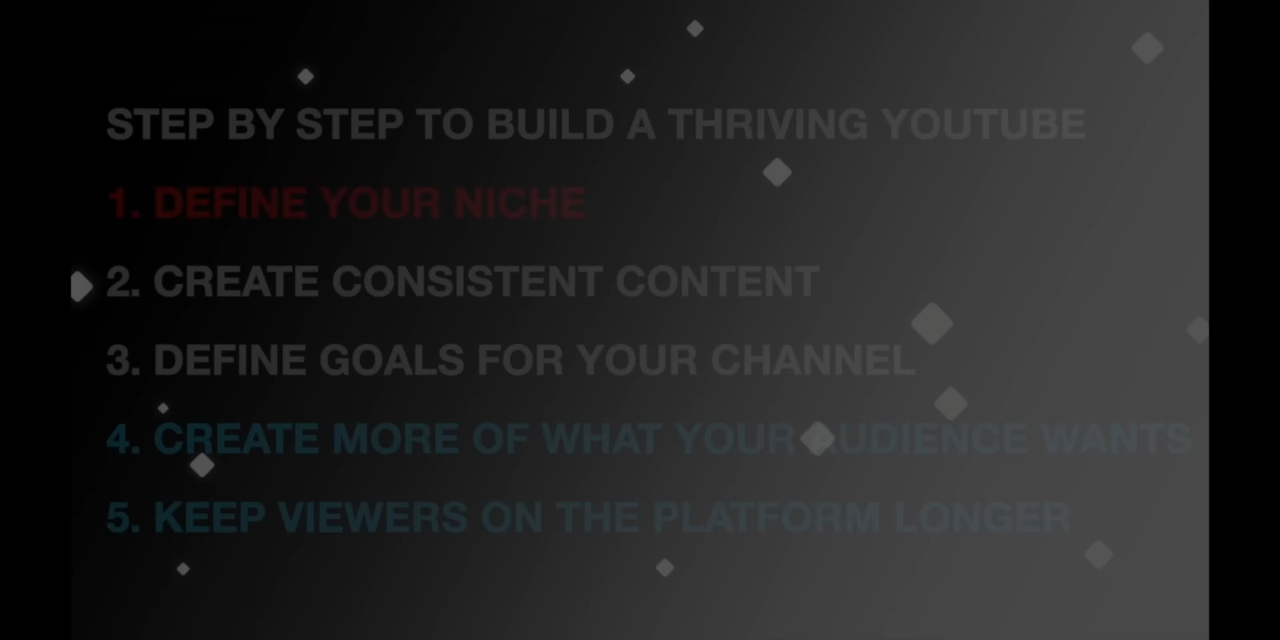 STEP BY STEP TO BUILD A THRIVING YOUTUBE
1. DEFINE YOUR NICHE
2. CREATE CONSISTENT CONTENT
3. DEFINE GOALS FOR YOUR CHANNEL
4. CREATE MORE OF WHAT YOUR AUDIENCE WANTS
5. KEEP VIEWERS ON THE PLATFORM LONGER